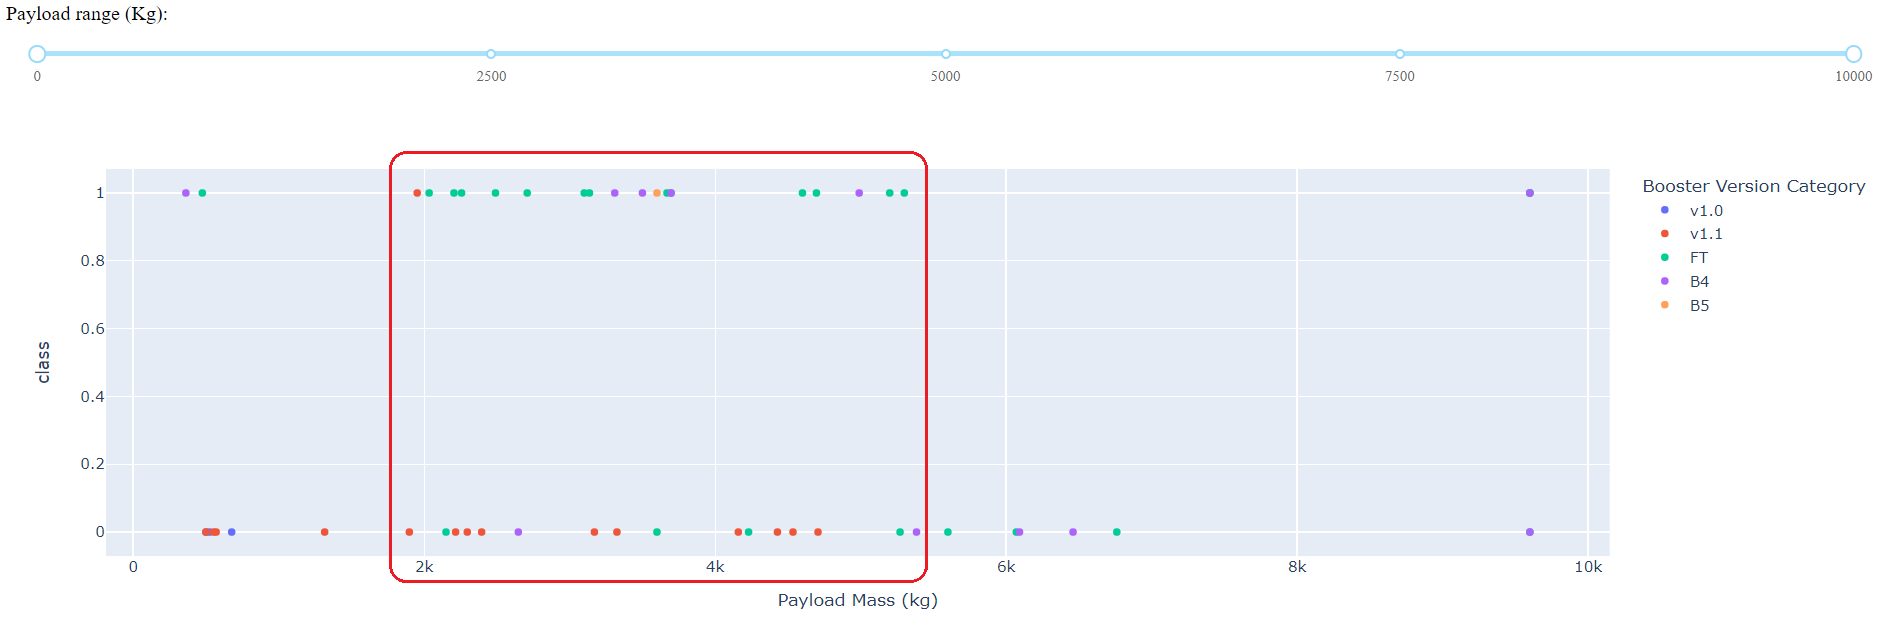 Payload range (Kg):
0 2500 5000 7500 10000
1
0.8
0.6
0.4
0.2
0
class
0 2k 4k 6k 8k 10k
Payload Mass (kg)
Booster Version Category
v1.0
v1.1
FT
B4
B5